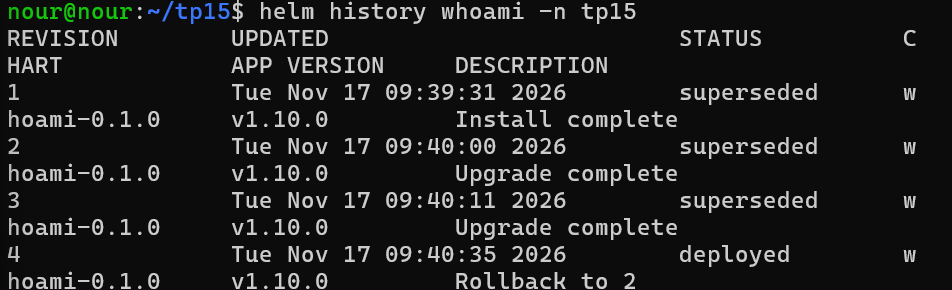 nour@nour:~/tp15$ helm history whoami -n tp15
REVISION        UPDATED                         STATUS          C
HART            APP VERSION     DESCRIPTION
1               Tue Nov 17 09:39:31 2026        superseded      w
hoami-0.1.0     v1.10.0         Install complete
2               Tue Nov 17 09:40:00 2026        superseded      w
hoami-0.1.0     v1.10.0         Upgrade complete
3               Tue Nov 17 09:40:11 2026        superseded      w
hoami-0.1.0     v1.10.0         Upgrade complete
4               Tue Nov 17 09:40:35 2026        deployed        w
hoami-0.1.0     v1.10.0         Rollback to 2